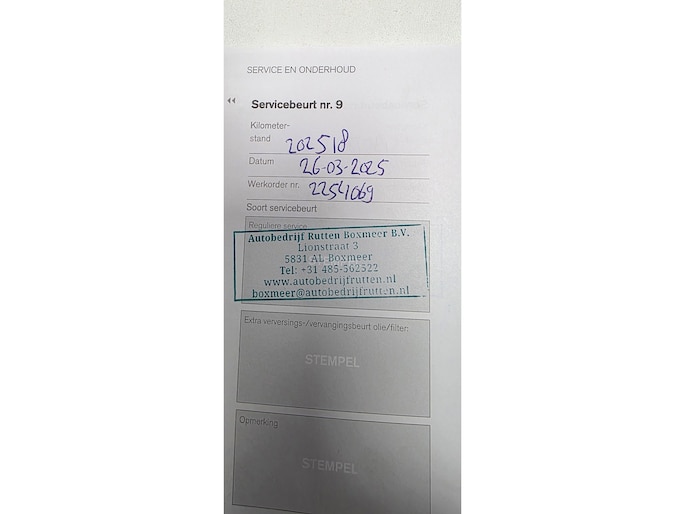 SERVICE EN ONDERHOUD
Servicebeurt nr. 9
Kilometer-
stand 202518
Datum 26-03-2025
Werkorder nr. 2254069
Soort servicebeurt
Reguliere service
Autobedrijf Rutten Boxmeer B.V.
Lionstraat 3
5831 AL Boxmeer
Tel: +31 485-562522
www.autobedrijfrutten.nl
boxmeer@autobedrijfrutten.nl
Extra verversings-/vervangingsbeurt olie/filter:
STEMPEL
Opmerking
STEMPEL